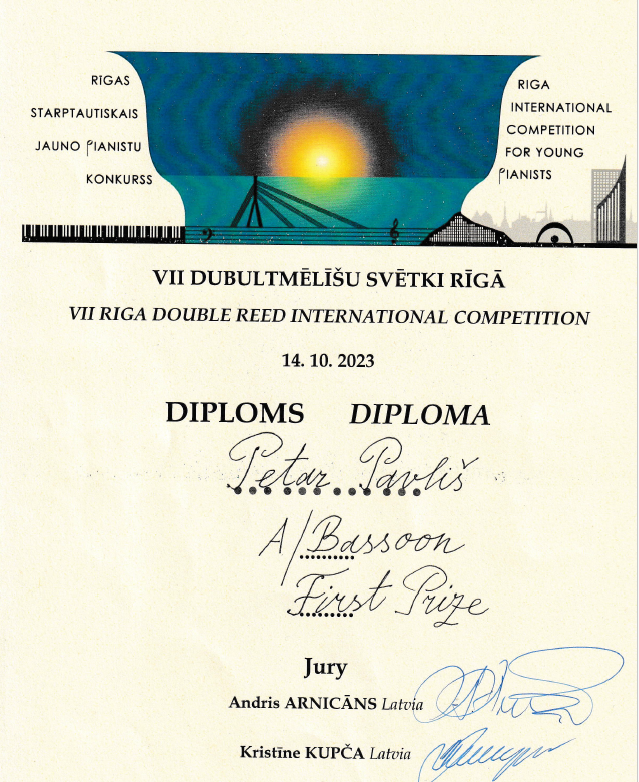 RĪGAS
STARPTAUTISKAIS
JAUNO PIANISTU
KONKURSS
RIGA
INTERNATIONAL
COMPETITION
FOR YOUNG
PIANISTS
VII DUBULTMĒLĪŠU SVĒTKI RĪGĀ
VII RIGA DOUBLE REED INTERNATIONAL COMPETITION
14. 10. 2023
DIPLOMS DIPLOMA
Petar Pavliš
A/Bassoon
First Prize
Jury
Andris ARNICĀNS Latvia
Kristīne KUPČA Latvia